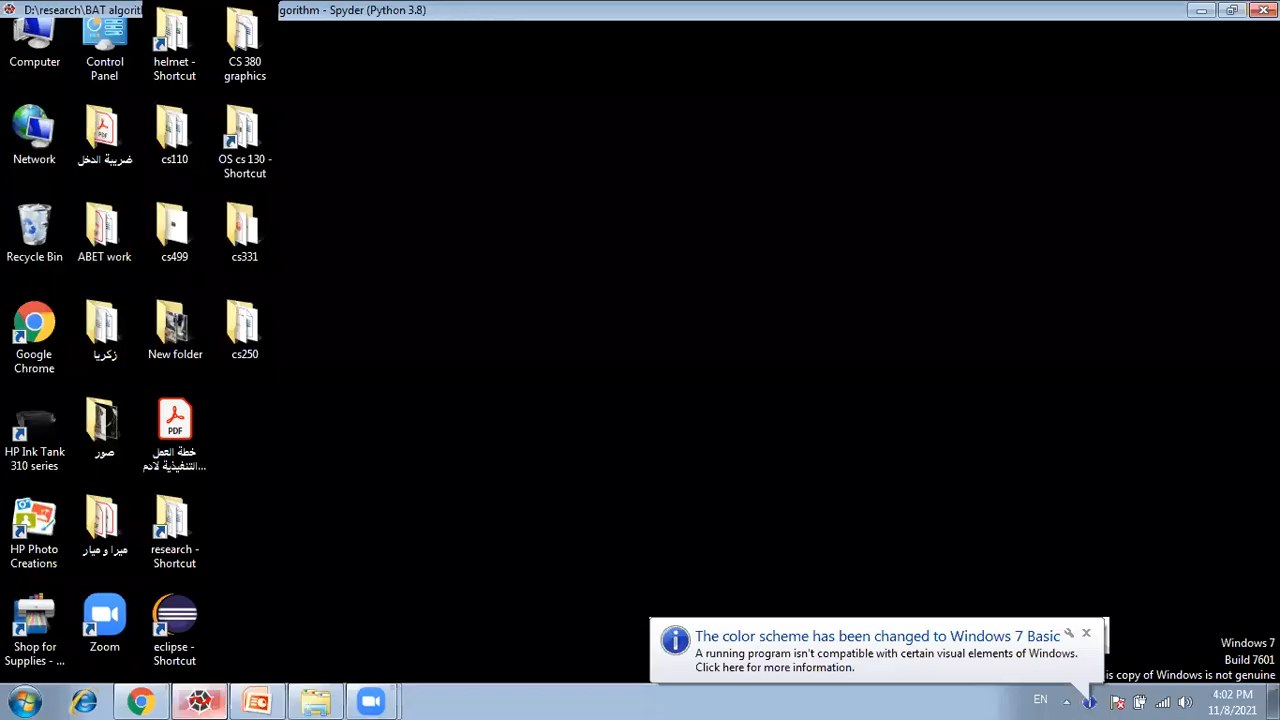 D:\research\BAT algorit
gorithm - Spyder (Python 3.8)
Computer
Control
Panel
helmet -
Shortcut
CS 380
graphics
Network
ضريبة الدخل
cs110
OS cs 130 -
Shortcut
Recycle Bin
ABET work
cs499
cs331
Google
Chrome
زكريا
New folder
cs250
HP Ink Tank
310 series
صور
PDF
خطة العمل
التنفيذية لادم...
HP Photo
Creations
ميرا و ميار
research -
Shortcut
Shop for
Supplies - ...
Zoom
eclipse -
Shortcut
The color scheme has been changed to Windows 7 Basic
A running program isn't compatible with certain visual elements of Windows.
Click here for more information.
Windows 7
Build 7601
is copy of Windows is not genuine
EN
4:02 PM
11/8/2021